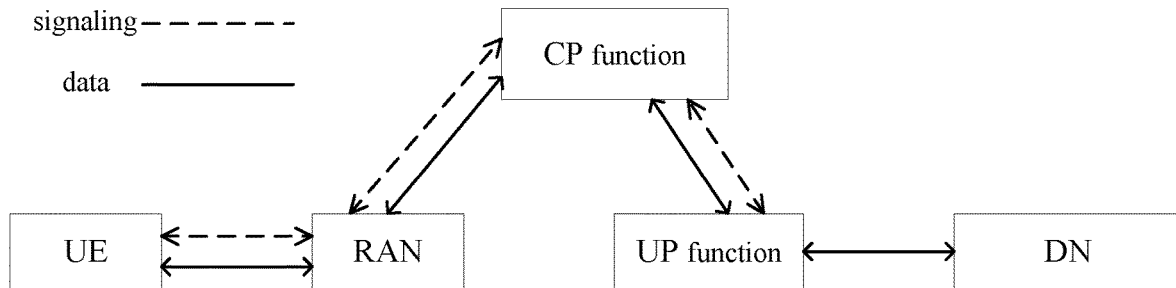 signaling
CP function
data
UE
RAN
UP function
DN